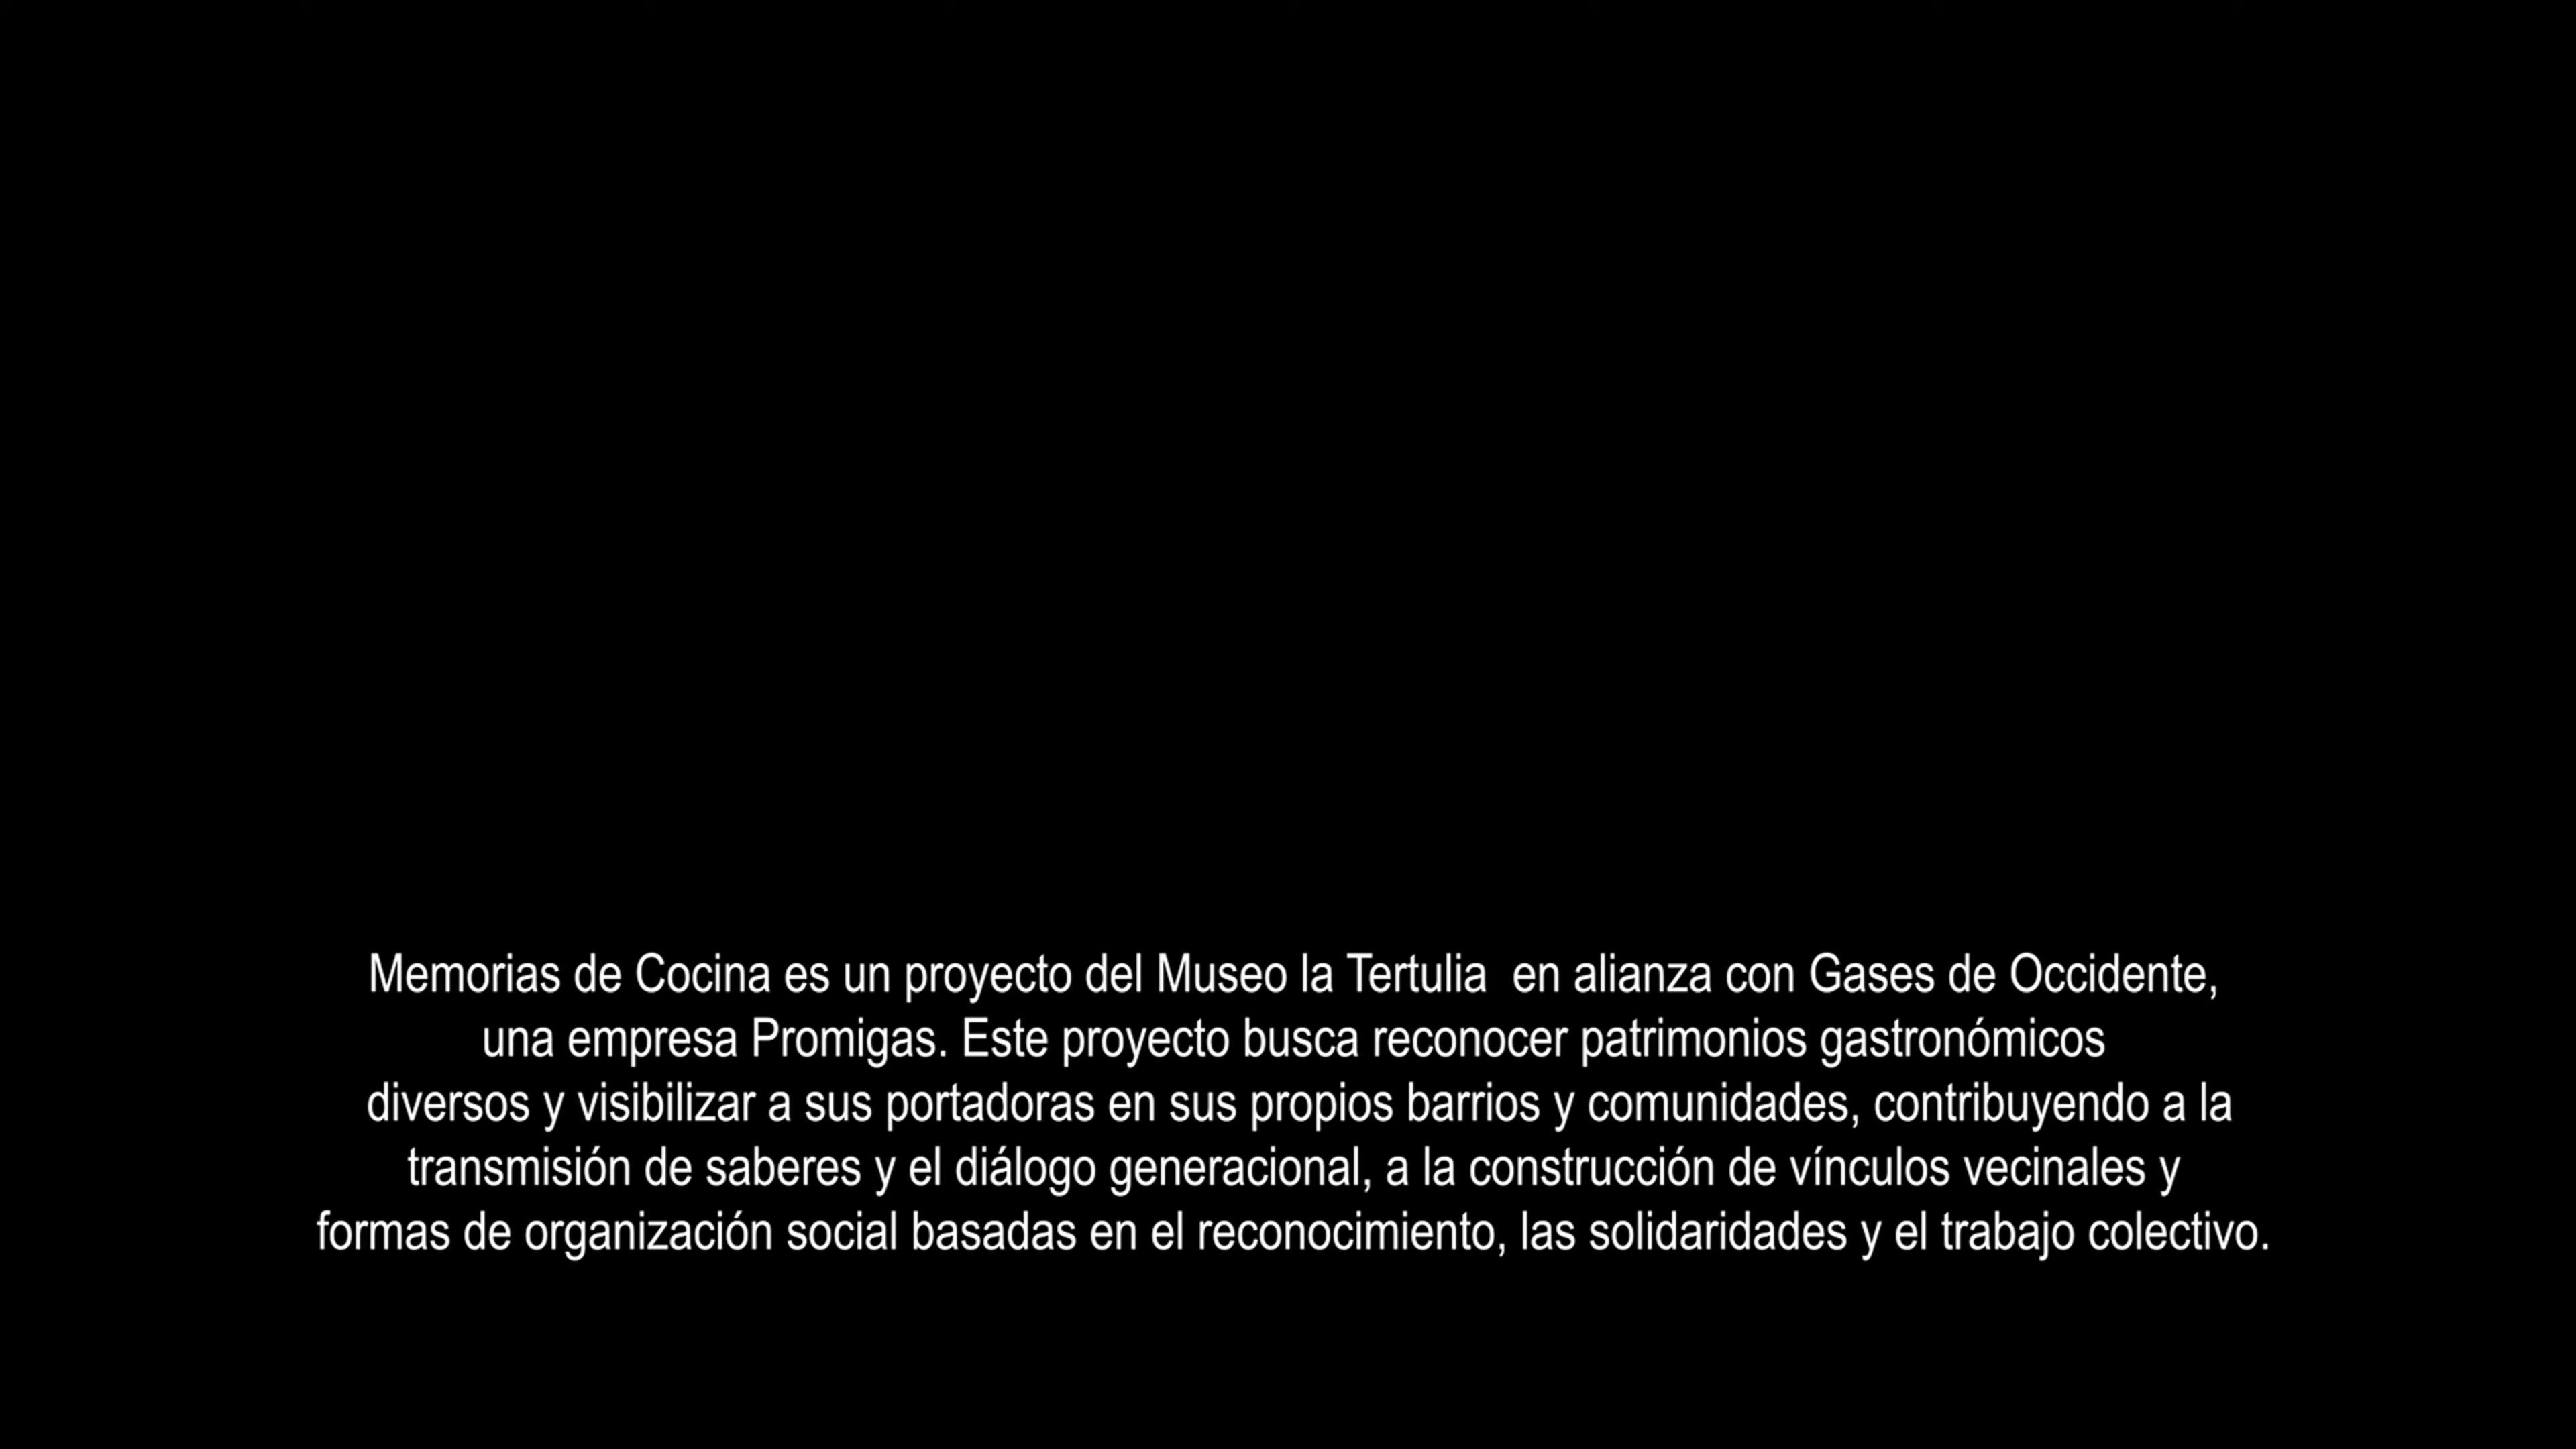 Memorias de Cocina es un proyecto del Museo la Tertulia  en alianza con Gases de Occidente,
una empresa Promigas. Este proyecto busca reconocer patrimonios gastronómicos
diversos y visibilizar a sus portadoras en sus propios barrios y comunidades, contribuyendo a la
transmisión de saberes y el diálogo generacional, a la construcción de vínculos vecinales y
formas de organización social basadas en el reconocimiento, las solidaridades y el trabajo colectivo.